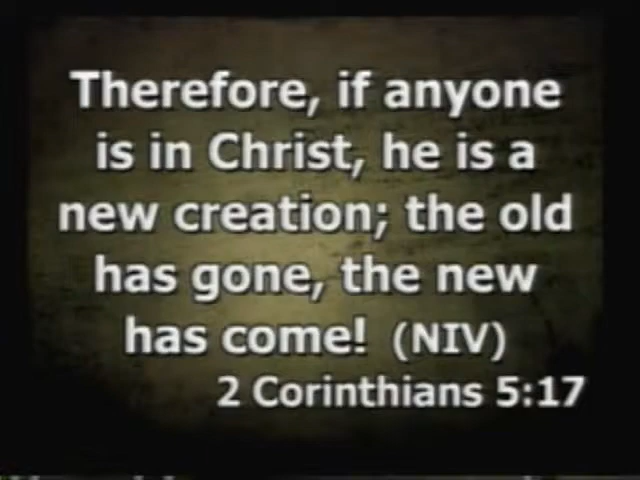 Therefore, if anyone
is in Christ, he is a
new creation; the old
has gone, the new
has come! (NIV)
2 Corinthians 5:17